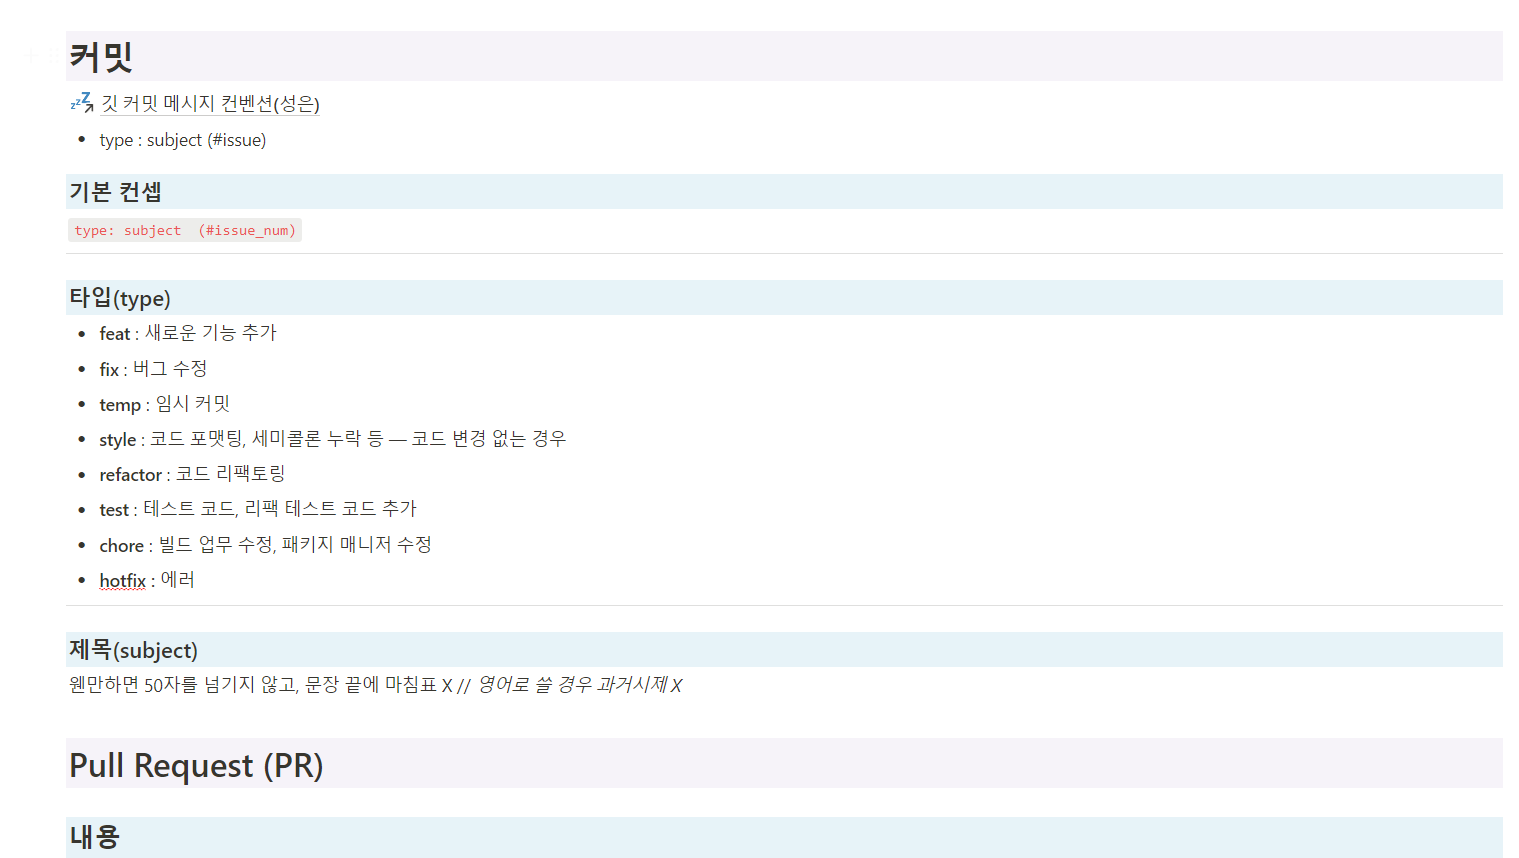 커밋
깃 커밋 메시지 컨벤션(성은)
type : subject (#issue)
기본 컨셉
type: subject  (#issue_num)
타입(type)
feat : 새로운 기능 추가
fix : 버그 수정
temp : 임시 커밋
style : 코드 포맷팅, 세미콜론 누락 등 — 코드 변경 없는 경우
refactor : 코드 리팩토링
test : 테스트 코드, 리팩 테스트 코드 추가
chore : 빌드 업무 수정, 패키지 매니저 수정
hotfix : 에러
제목(subject)
웬만하면 50자를 넘기지 않고, 문장 끝에 마침표 X // 영어로 쓸 경우 과거시제 X
Pull Request (PR)
내용